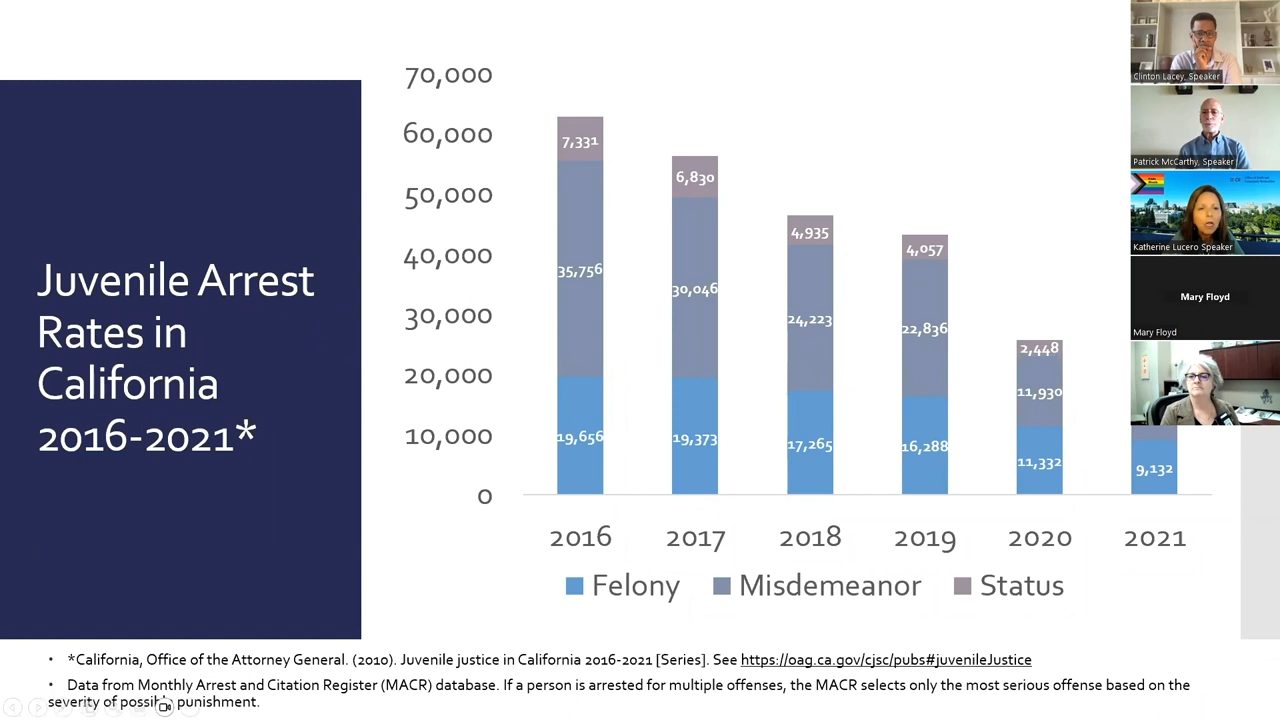 Juvenile Arrest
Rates in
California
2016-2021*
70,000
60,000
50,000
40,000
30,000
20,000
10,000
0
7,331
35,756
19,656
6,830
30,046
19,373
4,935
24,223
17,265
4,057
22,836
16,288
2,448
11,930
11,332
9,132
2016 2017 2018 2019 2020 2021
Felony Misdemeanor Status
Clinton Lacey, Speaker
Patrick McCarthy, Speaker
Katherine Lucero Speaker
Mary Floyd
Mary Floyd
• *California, Office of the Attorney General. (2010). Juvenile justice in California 2016-2021 [Series]. See https://oag.ca.gov/cjsc/pubs#juvenileJustice
• Data from Monthly Arrest and Citation Register (MACR) database. If a person is arrested for multiple offenses, the MACR selects only the most serious offense based on the
severity of possible punishment.